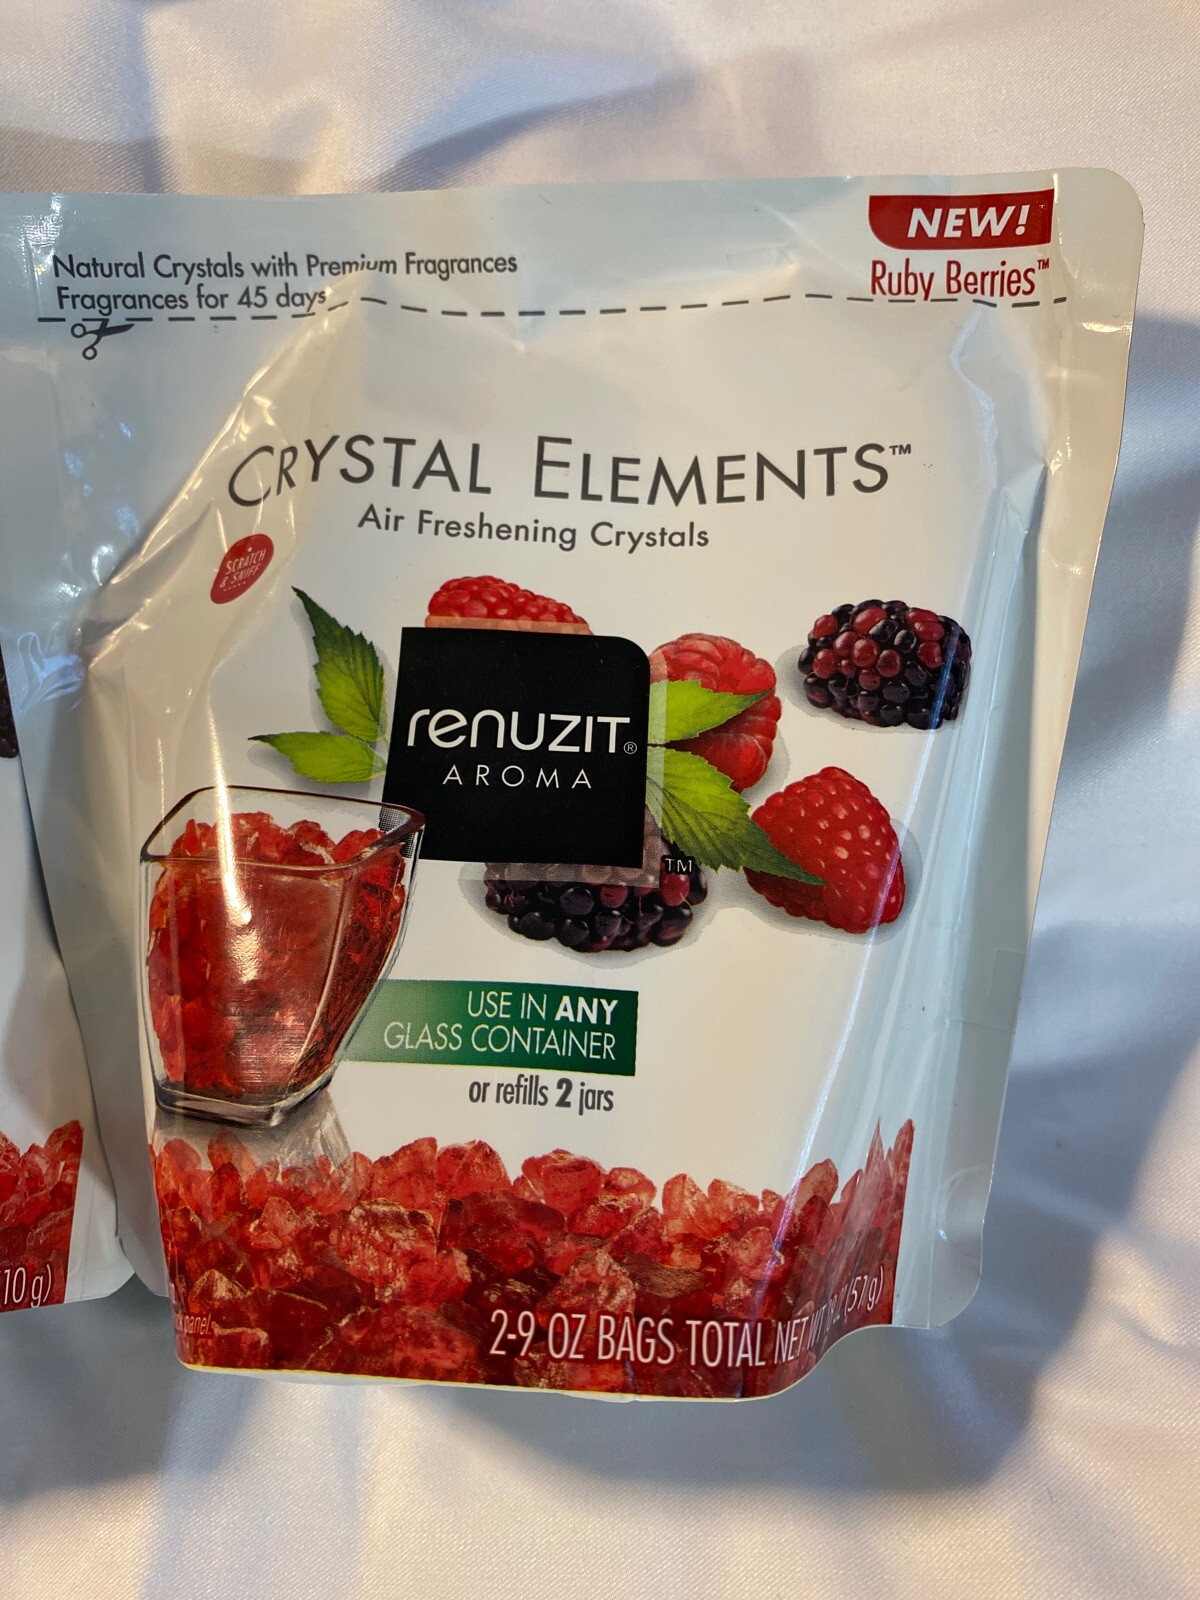 NEW!
Ruby Berries™
Natural Crystals with Premium Fragrances
Fragrances for 45 days
CRYSTAL ELEMENTS™
Air Freshening Crystals
SCRATCH
& SNIFF
renuzit®
AROMA
TM
USE IN ANY
GLASS CONTAINER
or refills 2 jars
10 g)
panel.
2-9 OZ BAGS TOTAL NET WT